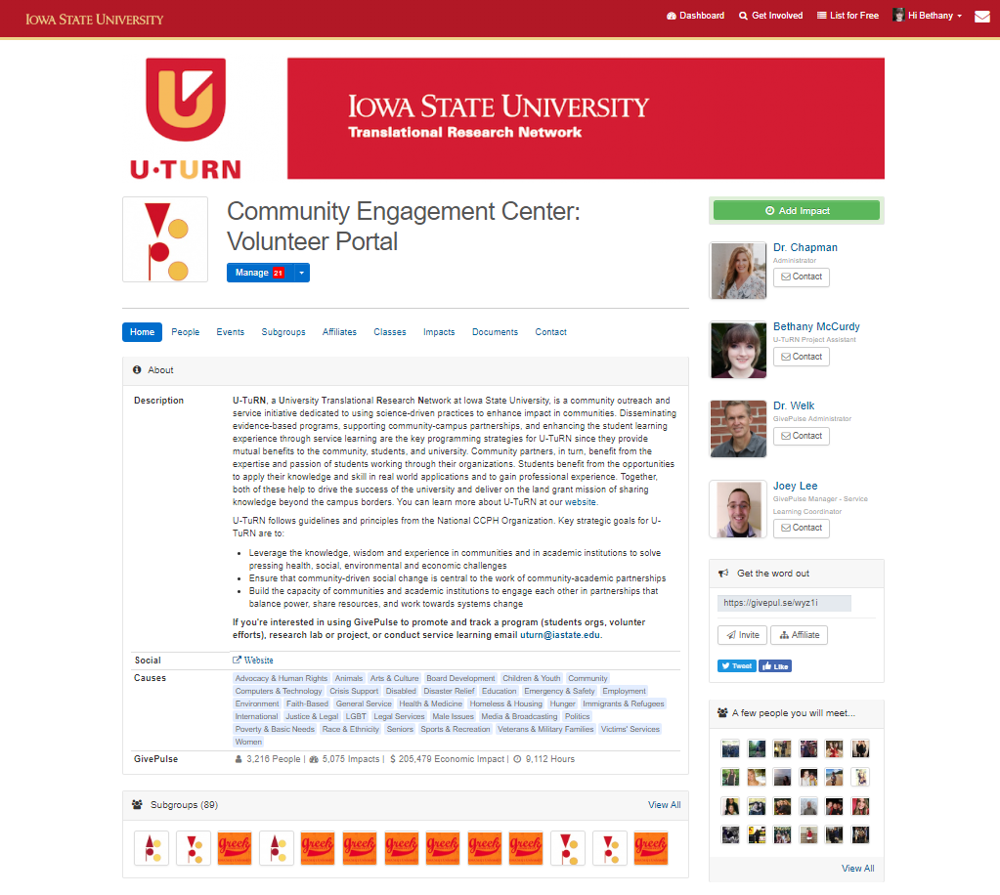 IOWA STATE UNIVERSITY
Dashboard Get Involved List for Free Hi Bethany
U·TURN
IOWA STATE UNIVERSITY
Translational Research Network
Community Engagement Center:
Volunteer Portal
Manage 21
Home People Events Subgroups Affiliates Classes Impacts Documents Contact
About
Description
U-TuRN, a University Translational Research Network at Iowa State University, is a community outreach and
service initiative dedicated to using science-driven practices to enhance impact in communities. Disseminating
evidence-based programs, supporting community-campus partnerships, and enhancing the student learning
experience through service learning are the key programming strategies for U-TuRN since they provide
mutual benefits to the community, students, and university. Community partners, in turn, benefit from the
expertise and passion of students working through their organizations. Students benefit from the opportunities
to apply their knowledge and skill in real world applications and to gain professional experience. Together,
both of these help to drive the success of the university and deliver on the land grant mission of sharing
knowledge beyond the campus borders. You can learn more about U-TuRN at our website.
U-TuRN follows guidelines and principles from the National CCPH Organization. Key strategic goals for U-
TuRN are to:
• Leverage the knowledge, wisdom and experience in communities and in academic institutions to solve
pressing health, social, environmental and economic challenges
• Ensure that community-driven social change is central to the work of community-academic partnerships
• Build the capacity of communities and academic institutions to engage each other in partnerships that
balance power, share resources, and work towards systems change
If you're interested in using GivePulse to promote and track a program (students orgs, volunter
efforts), research lab or project, or conduct service learning email uturn@iastate.edu.
Social Website
Causes
Advocacy & Human Rights Animals Arts & Culture Board Development Children & Youth Community
Computers & Technology Crisis Support Disabled Disaster Relief Education Emergency & Safety Employment
Environment Faith-Based General Service Health & Medicine Homeless & Housing Hunger Immigrants & Refugees
International Justice & Legal LGBT Legal Services Male Issues Media & Broadcasting Politics
Poverty & Basic Needs Race & Ethnicity Seniors Sports & Recreation Veterans & Military Families Victims' Services
Women
GivePulse 3,216 People | 5,075 Impacts | $ 205,479 Economic Impact | 9,112 Hours
Subgroups (89) View All
Greek Greek Greek Greek Greek Greek Greek Greek
Add Impact
Dr. Chapman
Administrator
Contact
Bethany McCurdy
U-TuRN Project Assistant
Contact
Dr. Welk
GivePulse Administrator
Contact
Joey Lee
GivePulse Manager - Service
Learning Coordinator
Contact
Get the word out
https://givepul.se/wyz1i
Invite Affiliate
Tweet Like
A few people you will meet...
View All